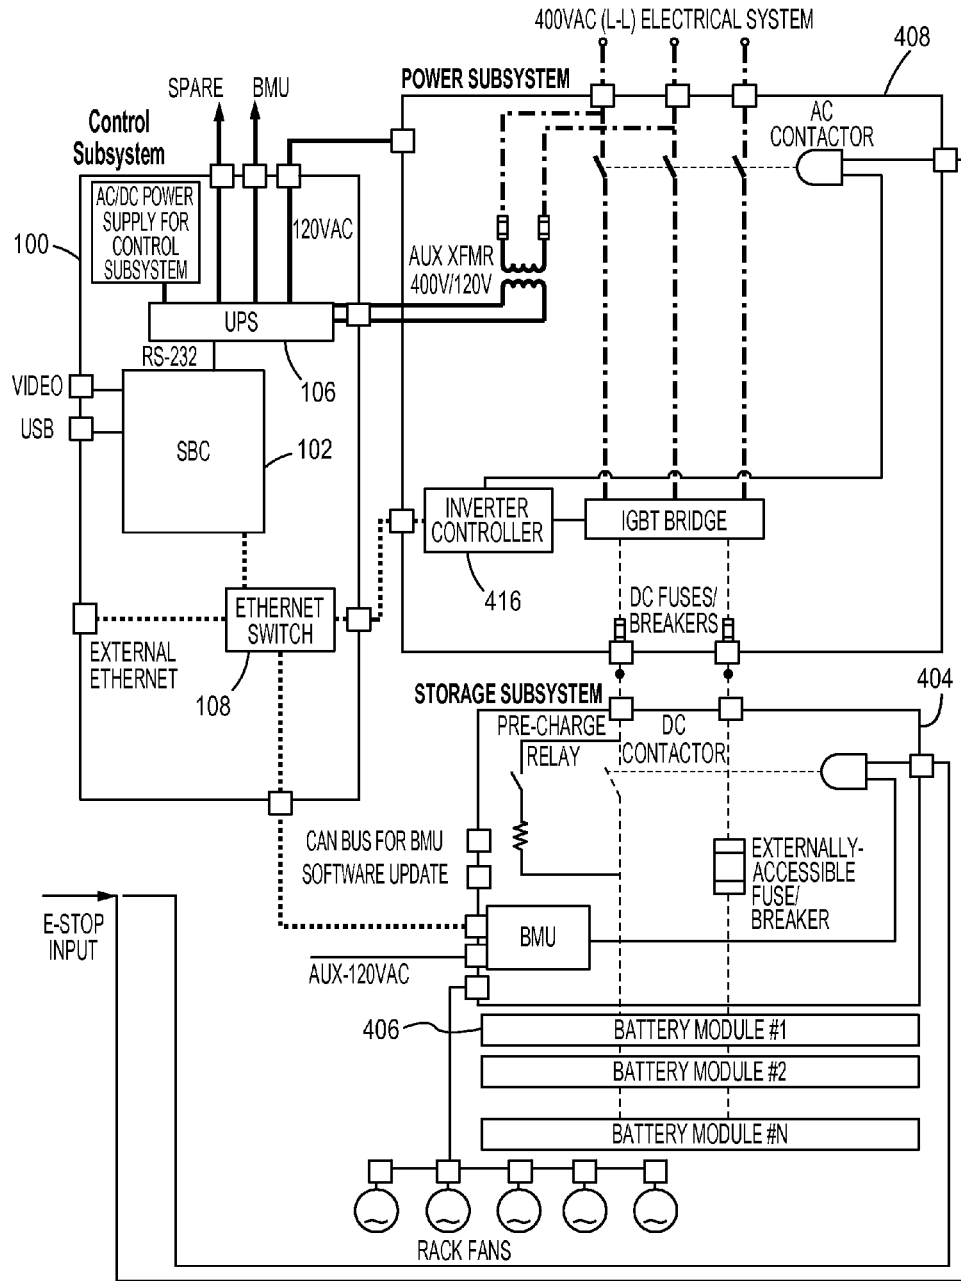 400VAC (L-L) ELECTRICAL SYSTEM
408
POWER SUBSYSTEM
SPARE
BMU
Control
Subsystem
AC
CONTACTOR
AC/DC POWER
SUPPLY FOR
CONTROL
SUBSYSTEM
100
120VAC
AUX XFMR
400V/120V
UPS
RS-232
106
VIDEO
USB
SBC
102
INVERTER
CONTROLLER
IGBT BRIDGE
416
ETHERNET
SWITCH
DC FUSES/
BREAKERS
EXTERNAL
ETHERNET
108
STORAGE SUBSYSTEM
404
PRE-CHARGE
RELAY
DC
CONTACTOR
CAN BUS FOR BMU
SOFTWARE UPDATE
EXTERNALLY-
ACCESSIBLE
FUSE/
BREAKER
E-STOP
INPUT
BMU
AUX-120VAC
406
BATTERY MODULE #1
BATTERY MODULE #2
BATTERY MODULE #N
RACK FANS